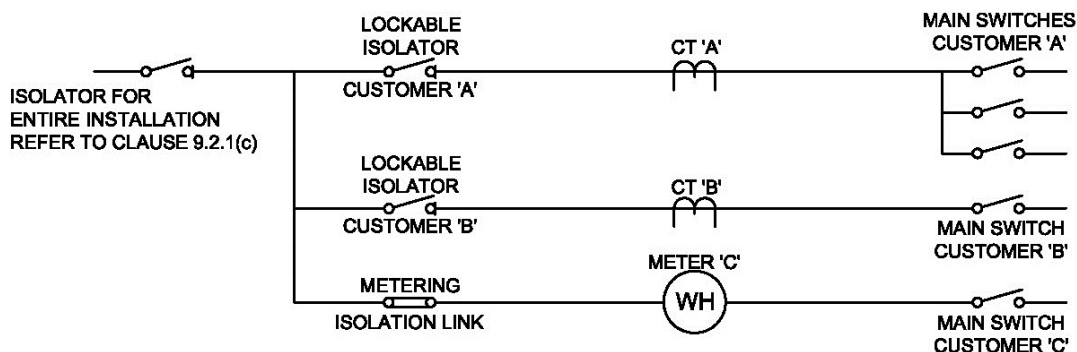 MAIN SWITCHES
CUSTOMER 'A'
LOCKABLE
ISOLATOR
CT 'A'
CUSTOMER 'A'
ISOLATOR FOR
ENTIRE INSTALLATION
REFER TO CLAUSE 9.2.1(c)
LOCKABLE
ISOLATOR
CT 'B'
CUSTOMER 'B'
MAIN SWITCH
CUSTOMER 'B'
METERING
METER 'C'
WH
ISOLATION LINK
MAIN SWITCH
CUSTOMER 'C'